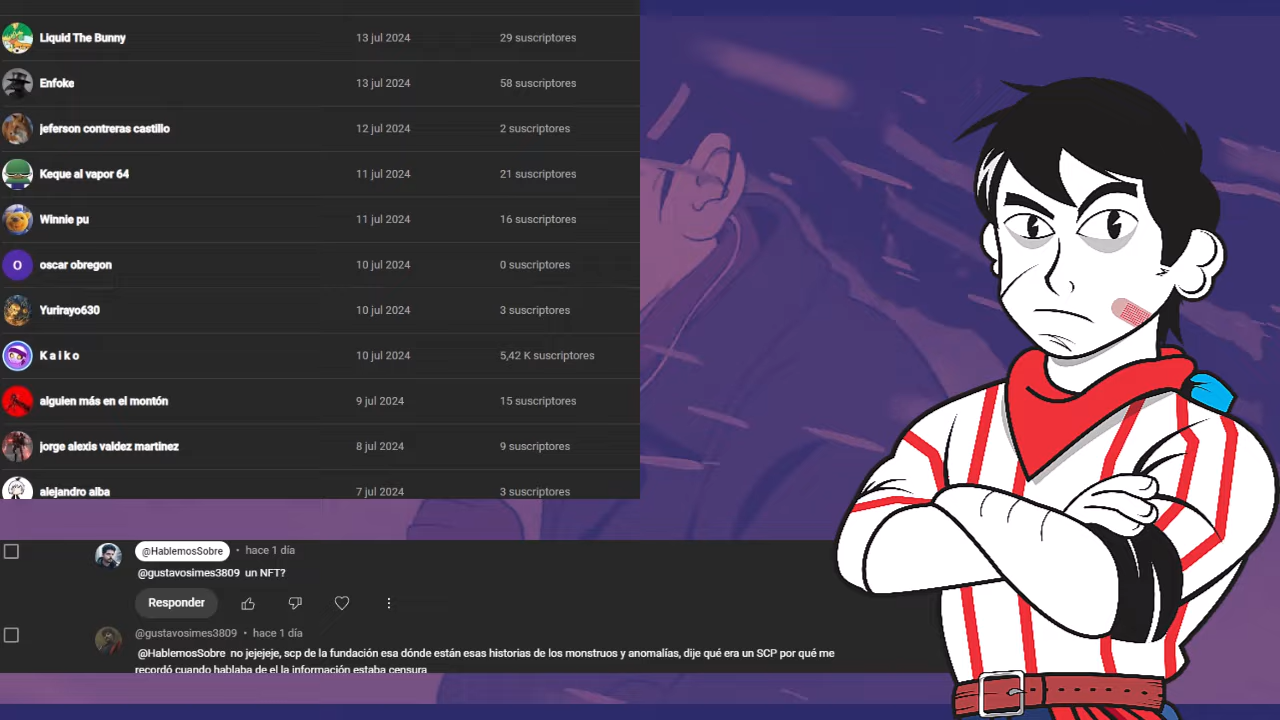 Liquid The Bunny 13 jul 2024 29 suscriptores
Enfoke 13 jul 2024 58 suscriptores
jeferson contreras castillo 12 jul 2024 2 suscriptores
Keque al vapor 64 11 jul 2024 21 suscriptores
Winnie pu 11 jul 2024 16 suscriptores
O oscar obregon 10 jul 2024 0 suscriptores
Yurirayo630 10 jul 2024 3 suscriptores
K a i k o 10 jul 2024 5,42 K suscriptores
alguien más en el montón 9 jul 2024 15 suscriptores
jorge alexis valdez martinez 8 jul 2024 9 suscriptores
alejandro alba 7 jul 2024 3 suscriptores
@HablemosSobre • hace 1 día
@gustavosimes3809 un NFT?
Responder
@gustavosimes3809 • hace 1 día
@HablemosSobre no jejejeje, scp de la fundación esa dónde están esas historias de los monstruos y anomalías, dije qué era un SCP por qué me
recordó cuando hablaba de el la información estaba censura